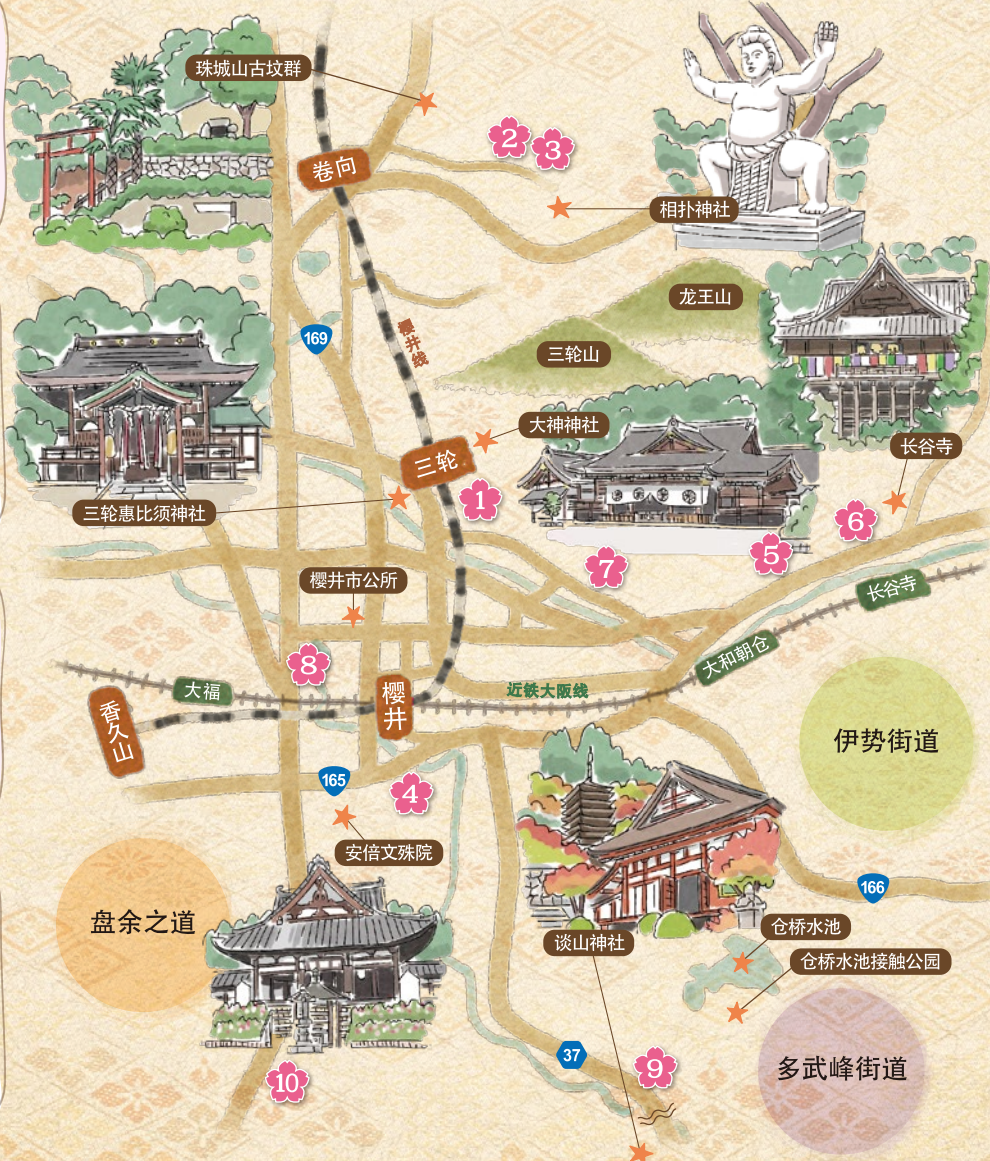 珠城山古坟群
2
3
卷向
相扑神社
龙王山
169
樱井线
三轮山
大神神社
三轮
长谷寺
三轮惠比须神社
1
6
5
7
樱井市公所
长谷寺
大和朝仓
8
大福
樱井
近铁大阪线
香久山
伊势街道
165
4
安倍文殊院
166
盘余之道
仓桥水池
谈山神社
仓桥水池接触公园
37
9
多武峰街道
10